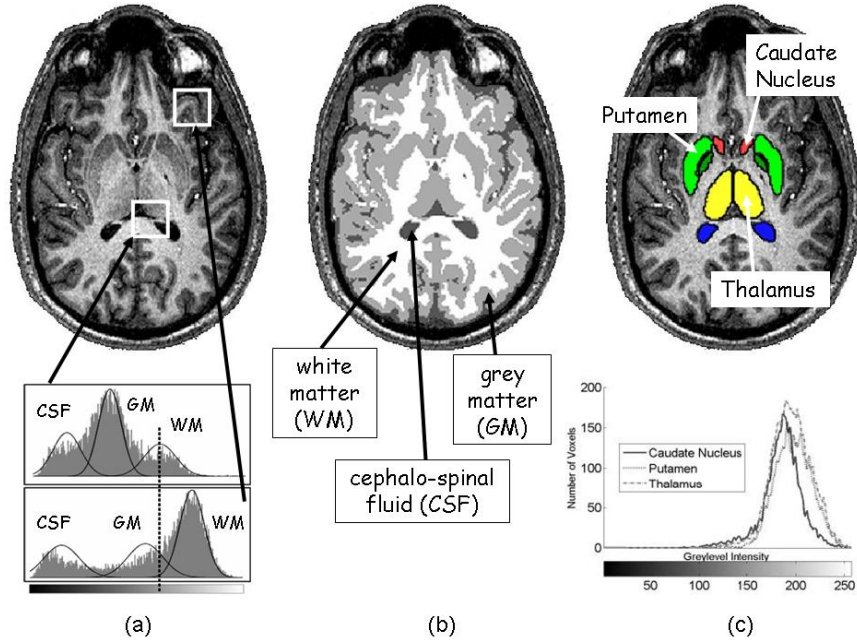 Caudate
Nucleus
Putamen
Thalamus
white
matter
(WM)
grey
matter
(GM)
cephalo-spinal
fluid (CSF)
CSF
GM
WM
CSF
GM
WM
200
150
100
50
0
Number of Voxels
Caudate Nucleus
Putamen
Thalamus
Greylevel Intensity
50 100 150 200 250
(a) (b) (c)